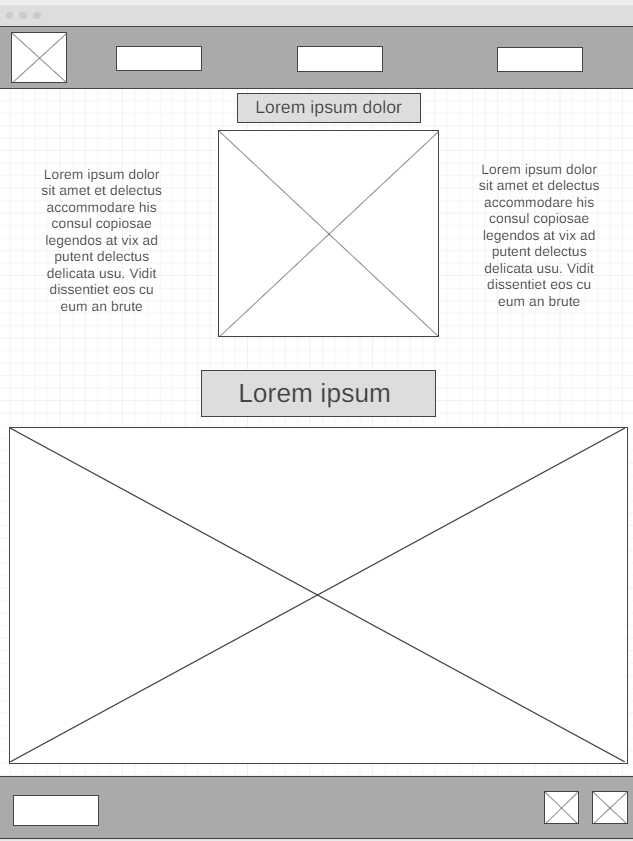 Lorem ipsum dolor
Lorem ipsum dolor
sit amet et delectus
accommodare his
consul copiosae
legendos at vix ad
putent delectus
delicata usu. Vidit
dissentiet eos cu
eum an brute
Lorem ipsum dolor
sit amet et delectus
accommodare his
consul copiosae
legendos at vix ad
putent delectus
delicata usu. Vidit
dissentiet eos cu
eum an brute
Lorem ipsum